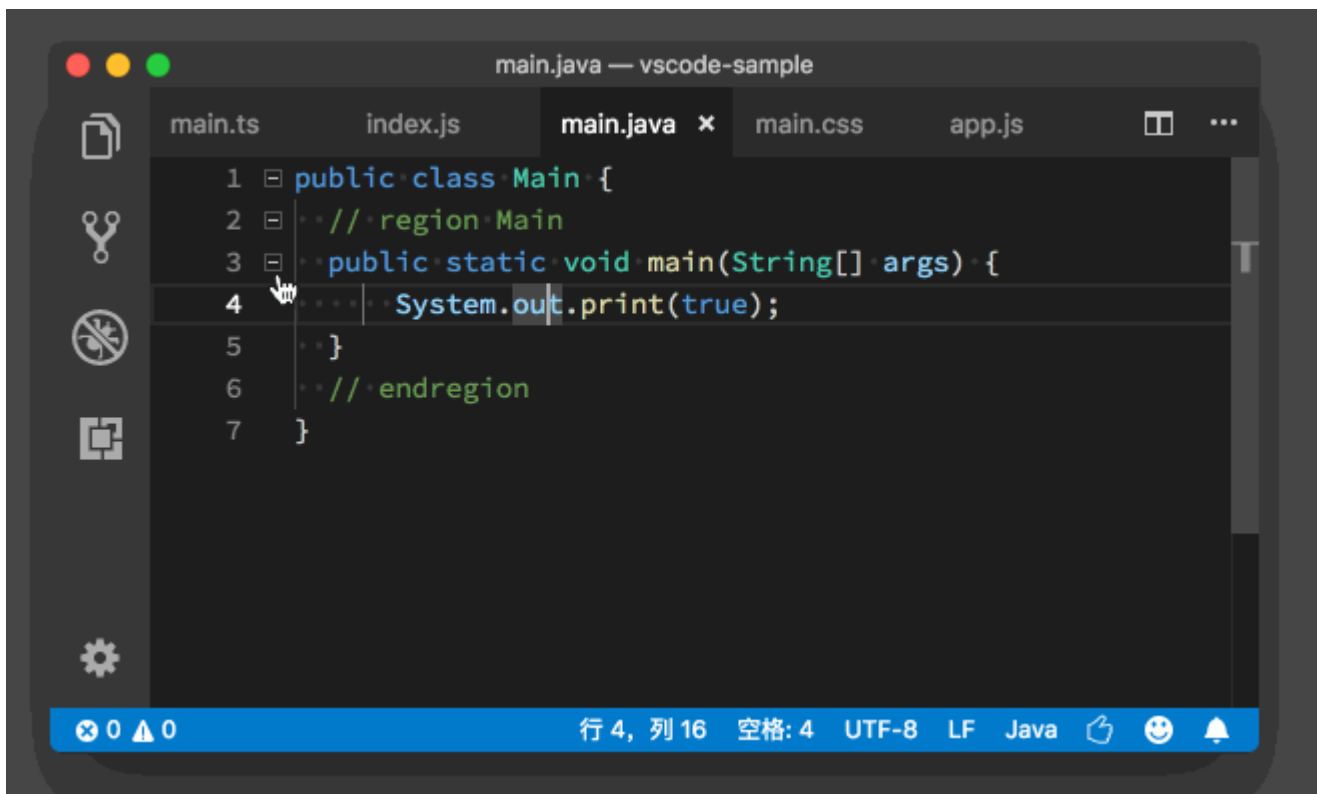 main.java — vscode-sample
main.ts index.js main.java × main.css app.js
1 public class Main {
2 // region Main
3 public static void main(String[] args) {
4 System.out.print(true);
5 }
6 // endregion
7 }
0 0 行 4，列 16 空格: 4 UTF-8 LF Java